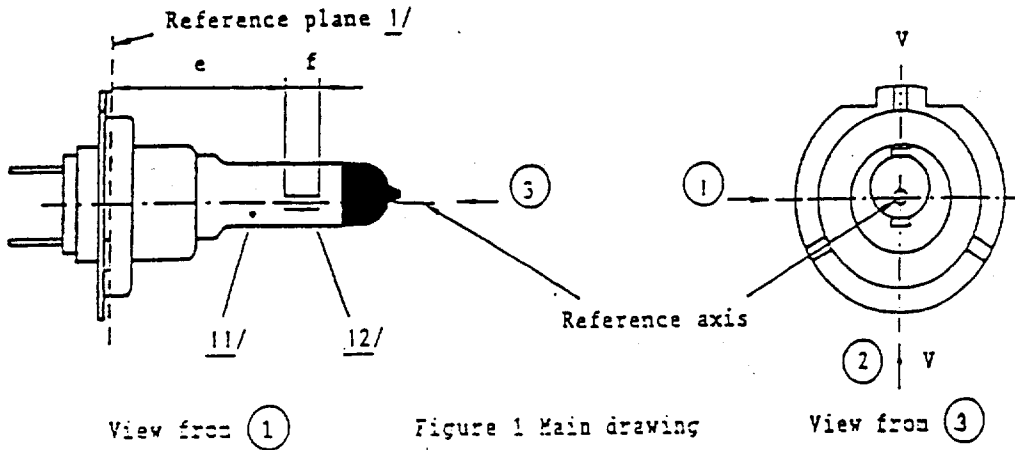 Reference plane 1/
e
f
V
3
1
Reference axis
11/
12/
2
V
View from 1
Figure 1 Main drawing
View from 3